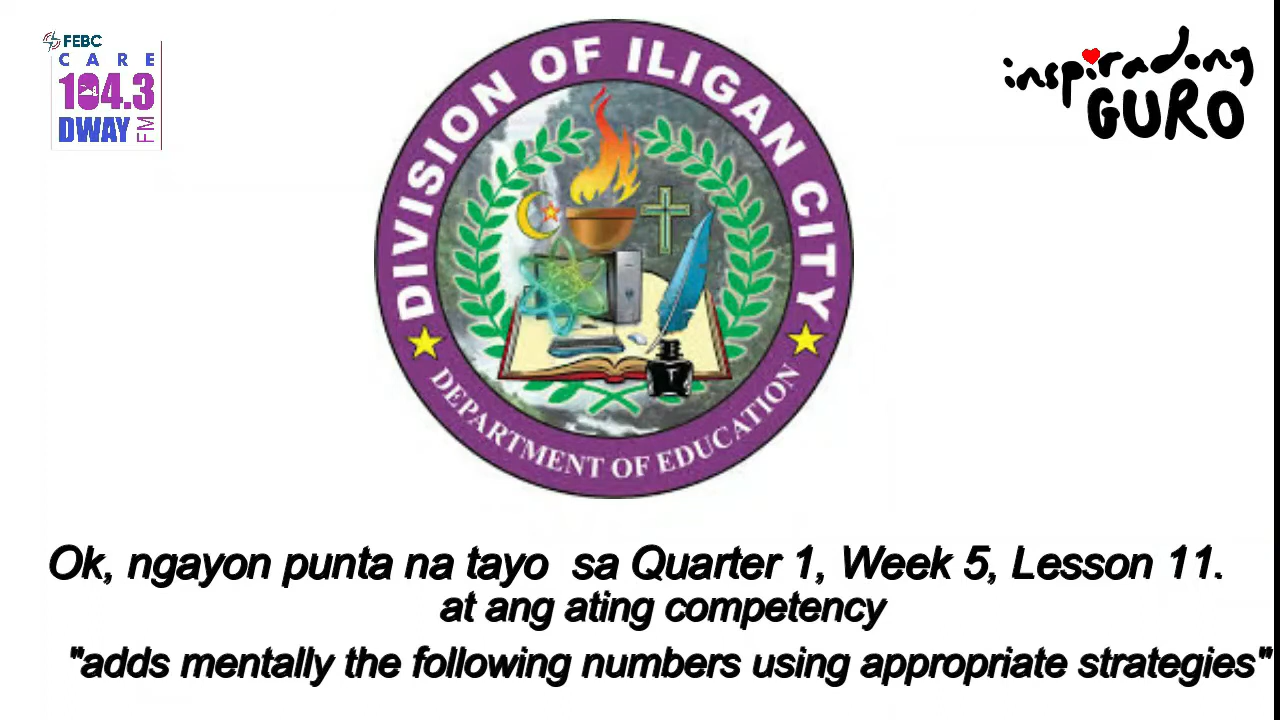 FEBC
CARE
104.3
DWAY FM
inspiradong
GURO
DIVISION OF ILIGAN CITY
DEPARTMENT OF EDUCATION
Ok, ngayon punta na tayo sa Quarter 1, Week 5, Lesson 11.
at ang ating competency
"adds mentally the following numbers using appropriate strategies"